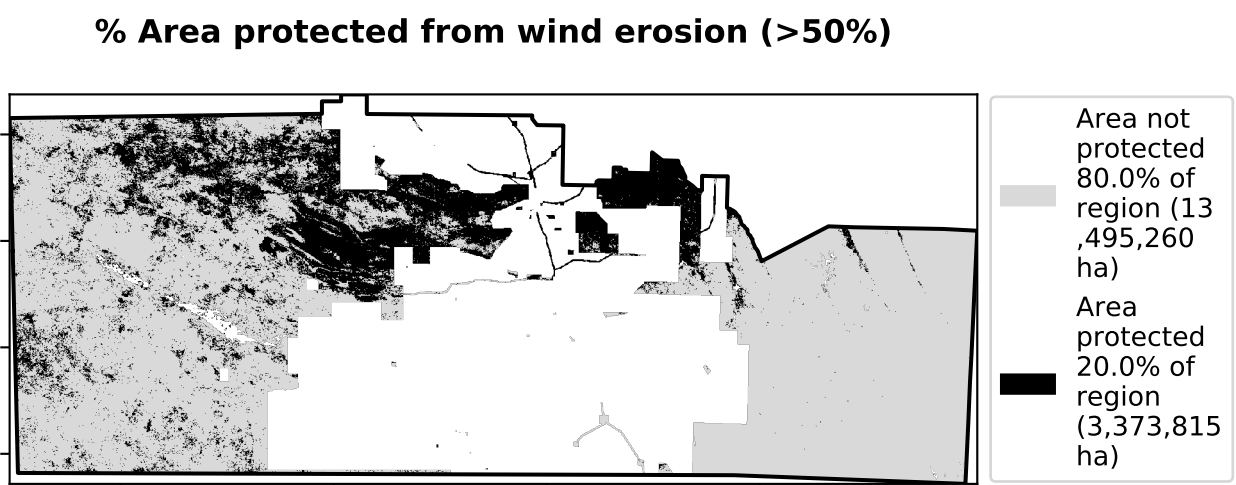 % Area protected from wind erosion (>50%)
Area not
protected
80.0% of
region (13
,495,260
ha)
Area
protected
20.0% of
region
(3,373,815
ha)